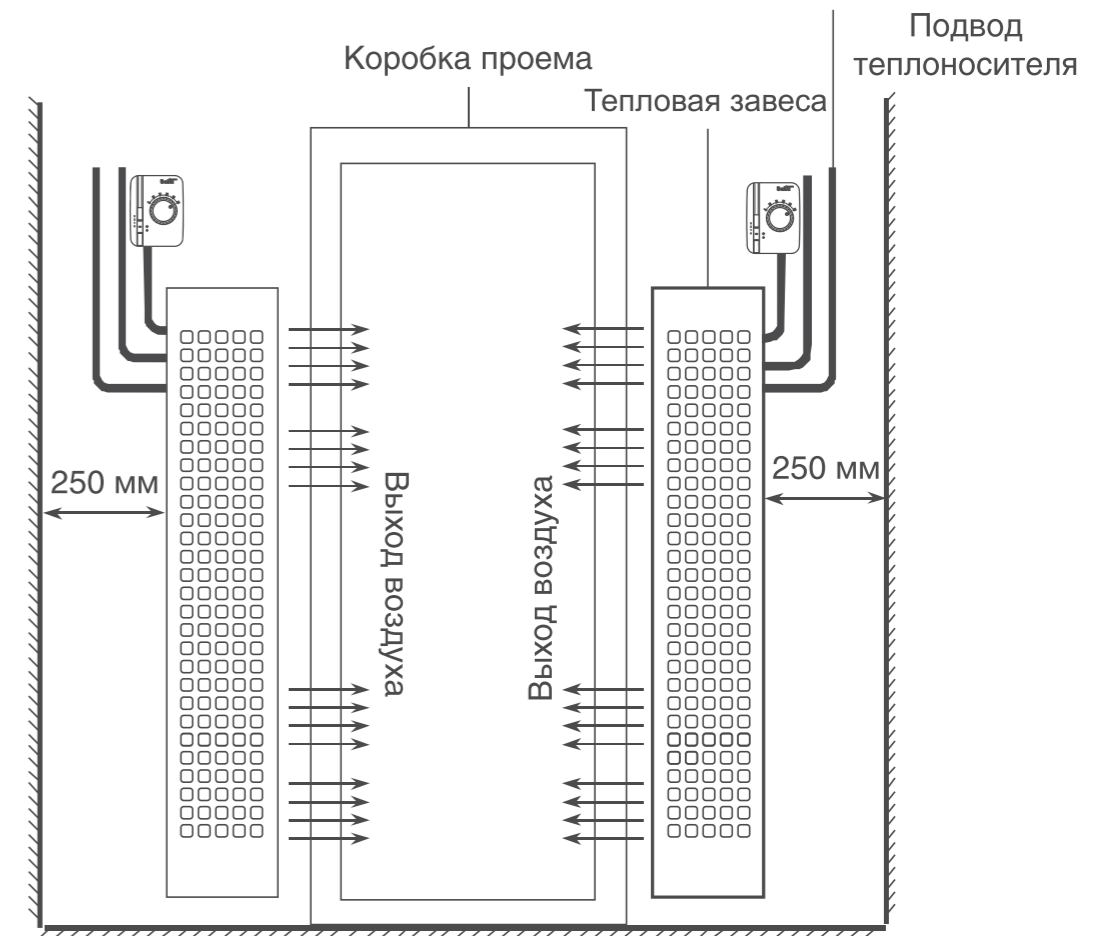 Подвод
теплоносителя
Коробка проема
Тепловая завеса
250 мм
250 мм
Выход воздуха
Выход воздуха